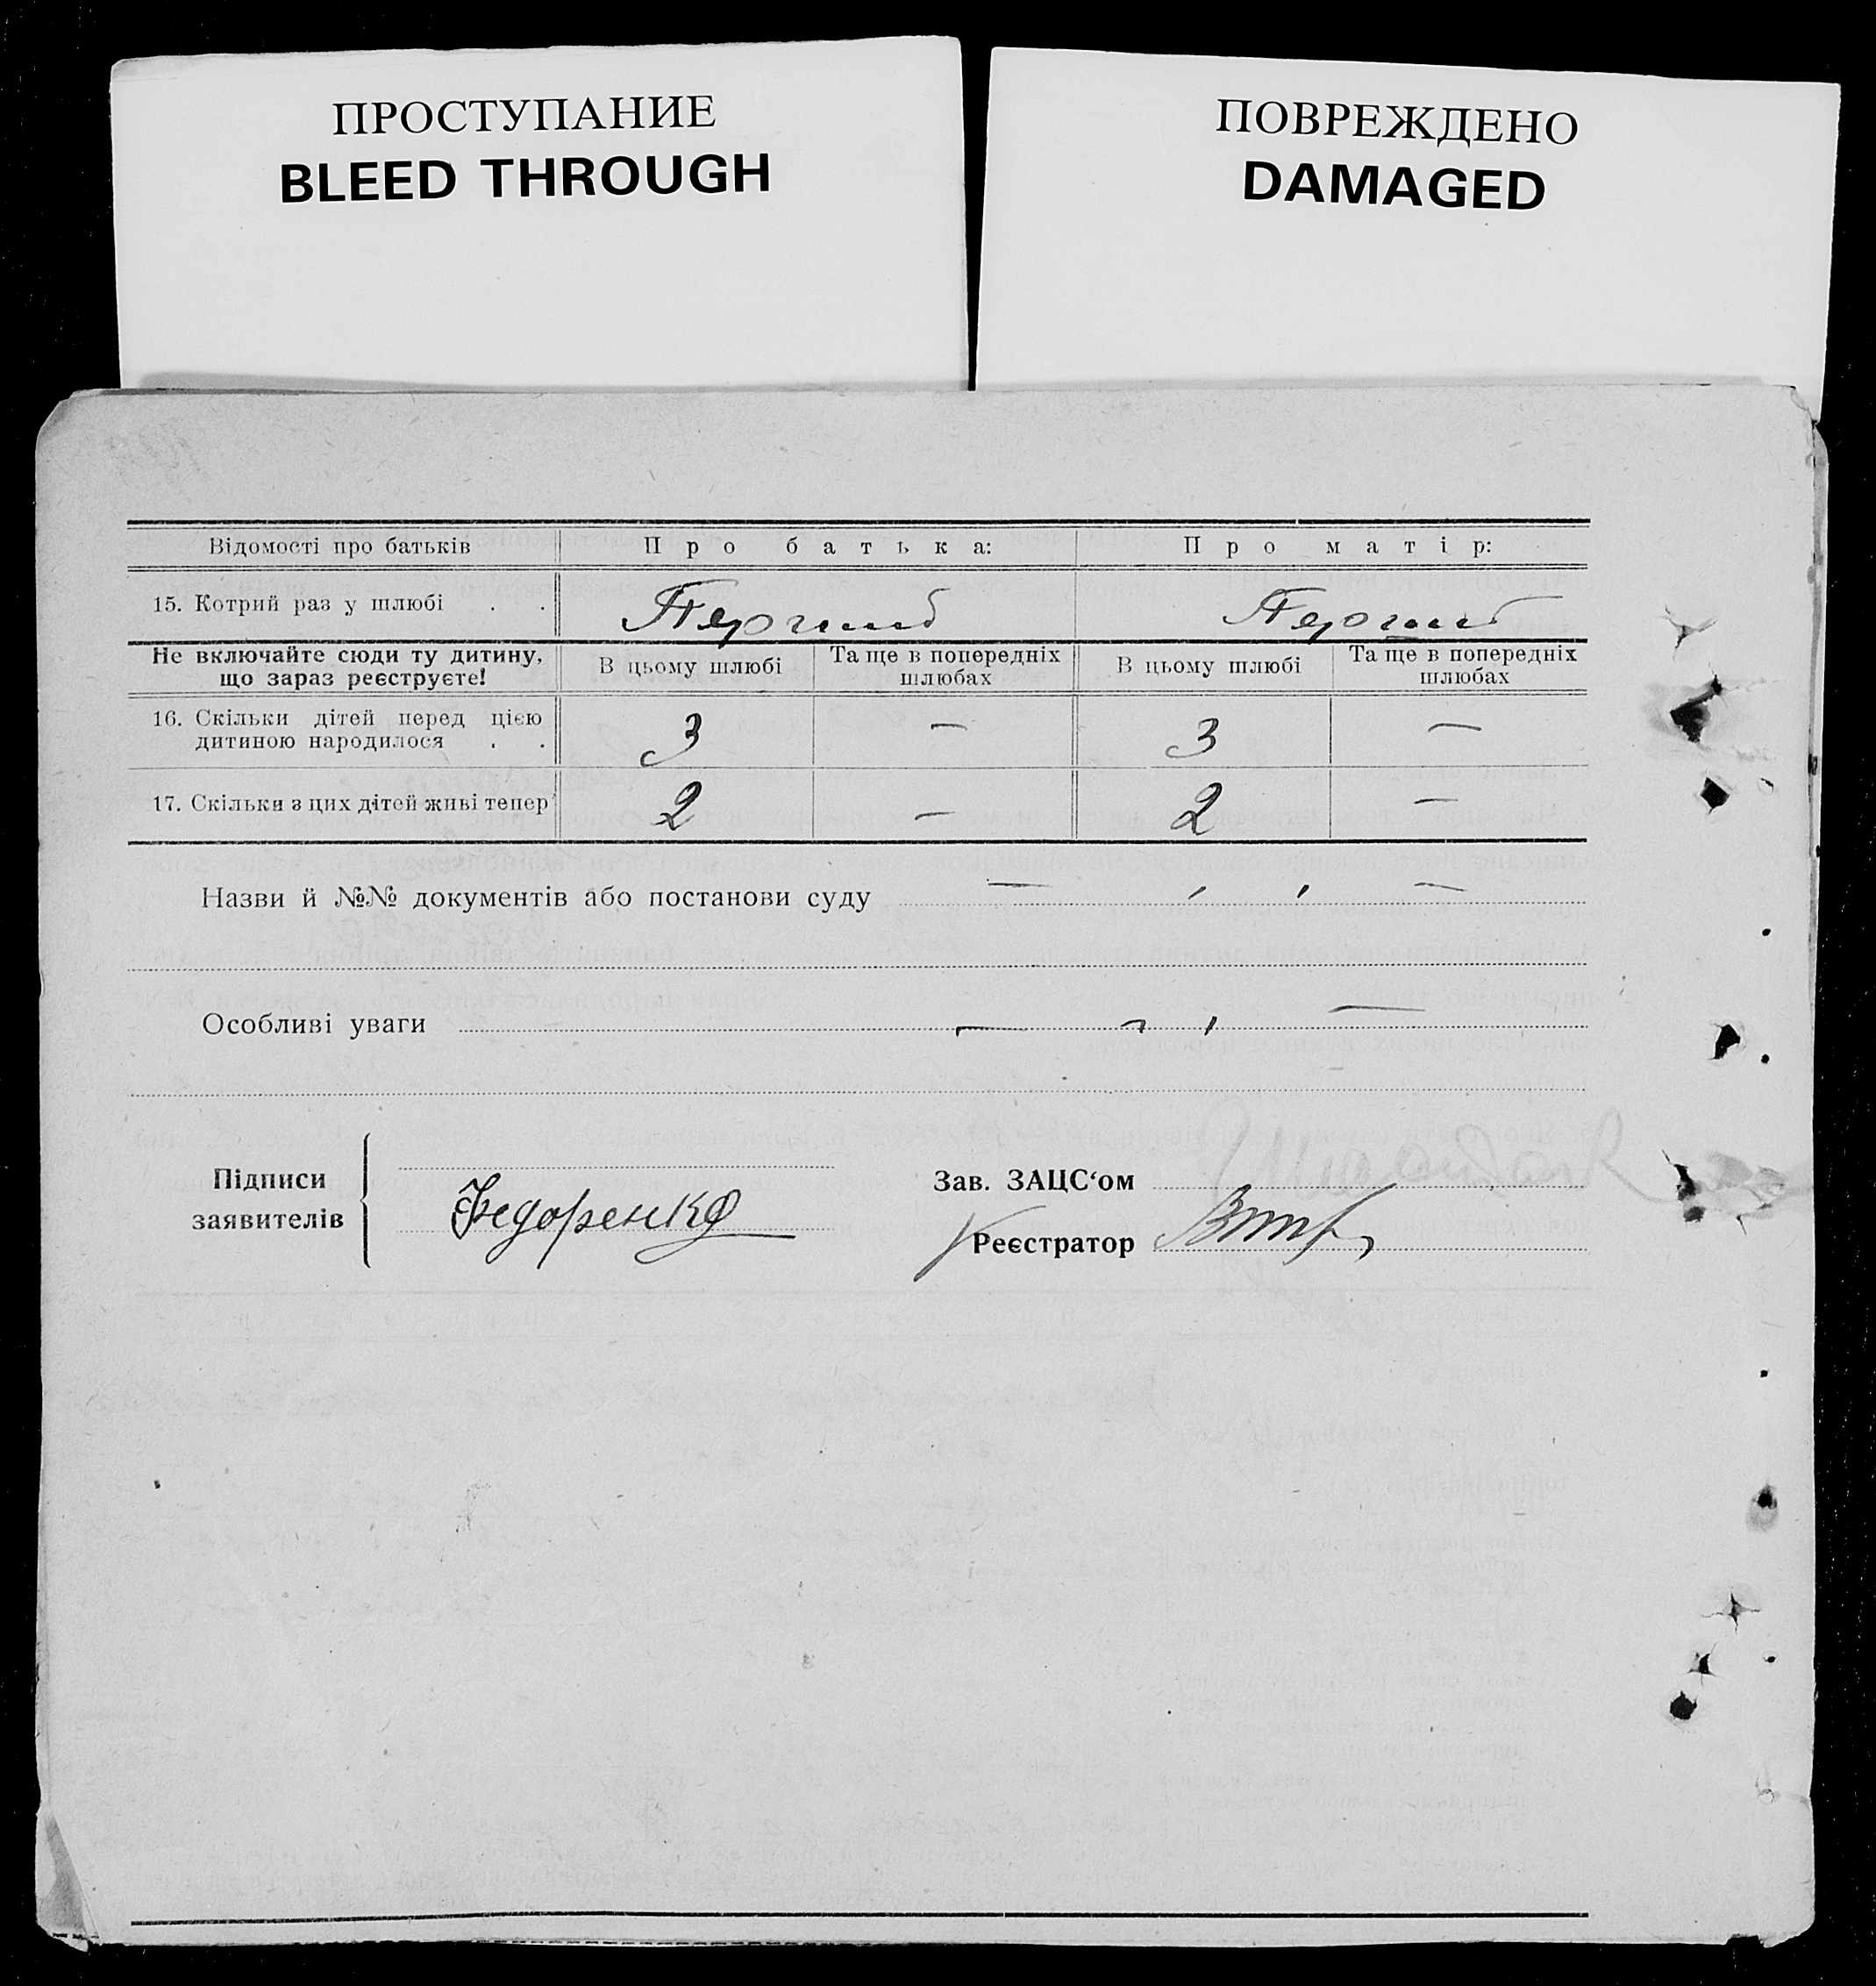 ПРОСТУПАНИЕ
BLEED THROUGH
ПОВРЕЖДЕНО
DAMAGED
Відомості про батьків Про батька: Про матір:
15. Котрий раз у шлюбі . . Перший Перший
Не включайте сюди ту дитину, що зараз реєструєте! В цьому шлюбі Та ще в попередніх шлюбах В цьому шлюбі Та ще в попередніх шлюбах
16. Скільки дітей перед цією дитиною народилося . . 3 — 3 —
17. Скільки з цих дітей живі тепер 2 — 2 —
Назви й №№ документів або постанови суду — , , —
Особливі уваги — , , —
Підписи заявителів Федоренко
Зав. ЗАЦС‘ом
Реєстратор